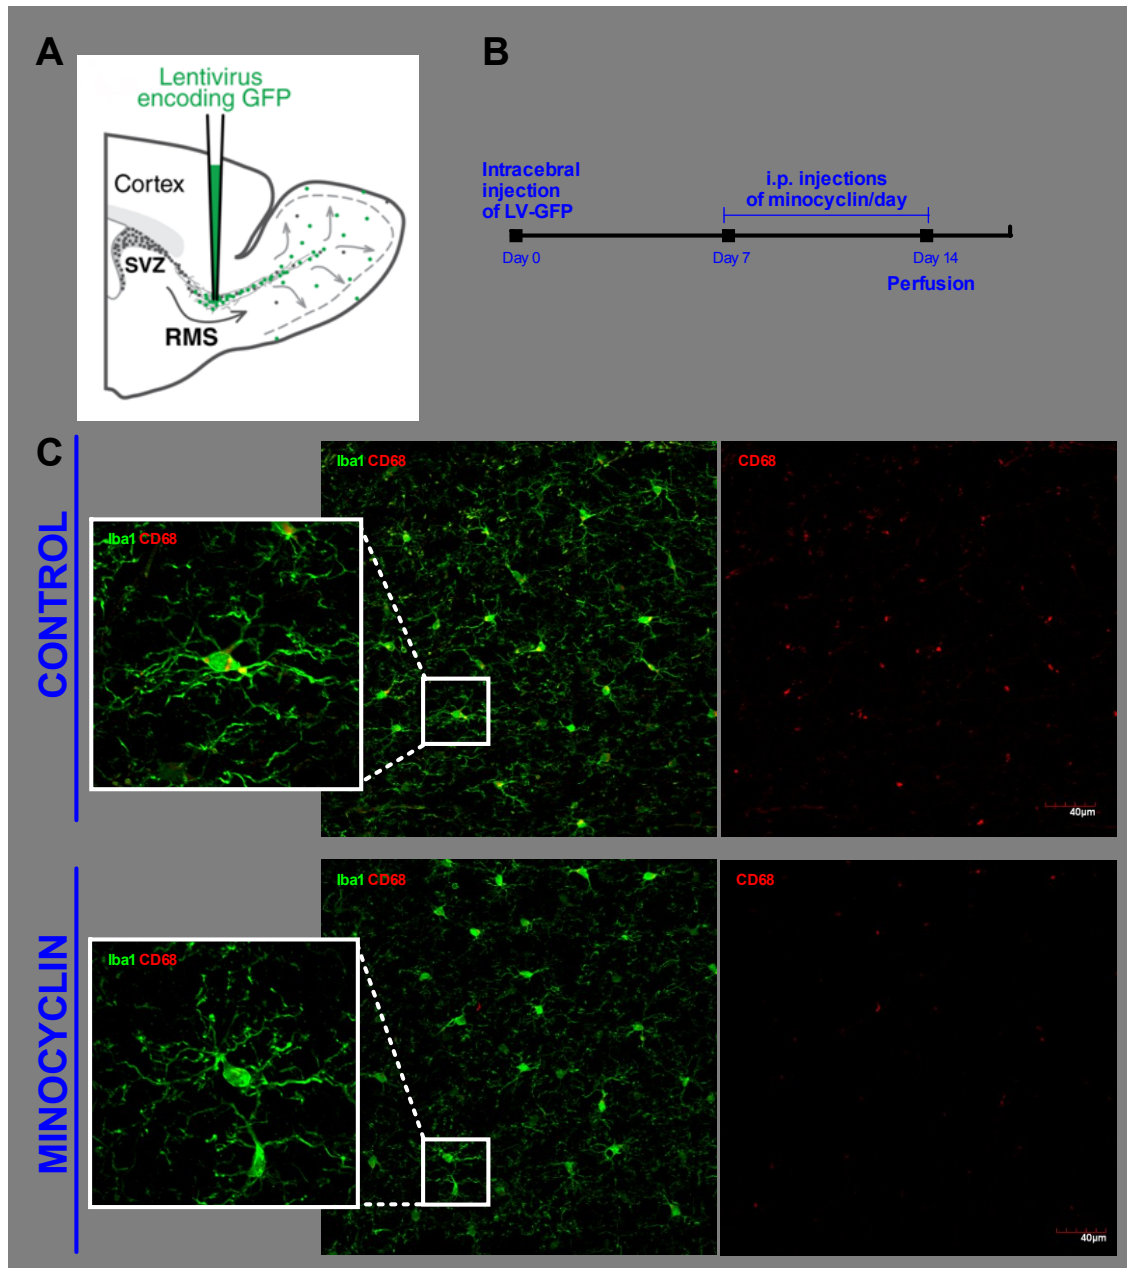 A
Lentivirus
encoding GFP
Cortex
SVZ
RMS
B
Intracebral
injection
of LV-GFP
i.p. injections
of minocyclin/day
Day 0
Day 7
Day 14
Perfusion
C
CONTROL
Iba1 CD68
Iba1 CD68
CD68
40µm
MINOCYCLIN
Iba1 CD68
Iba1 CD68
CD68
40µm